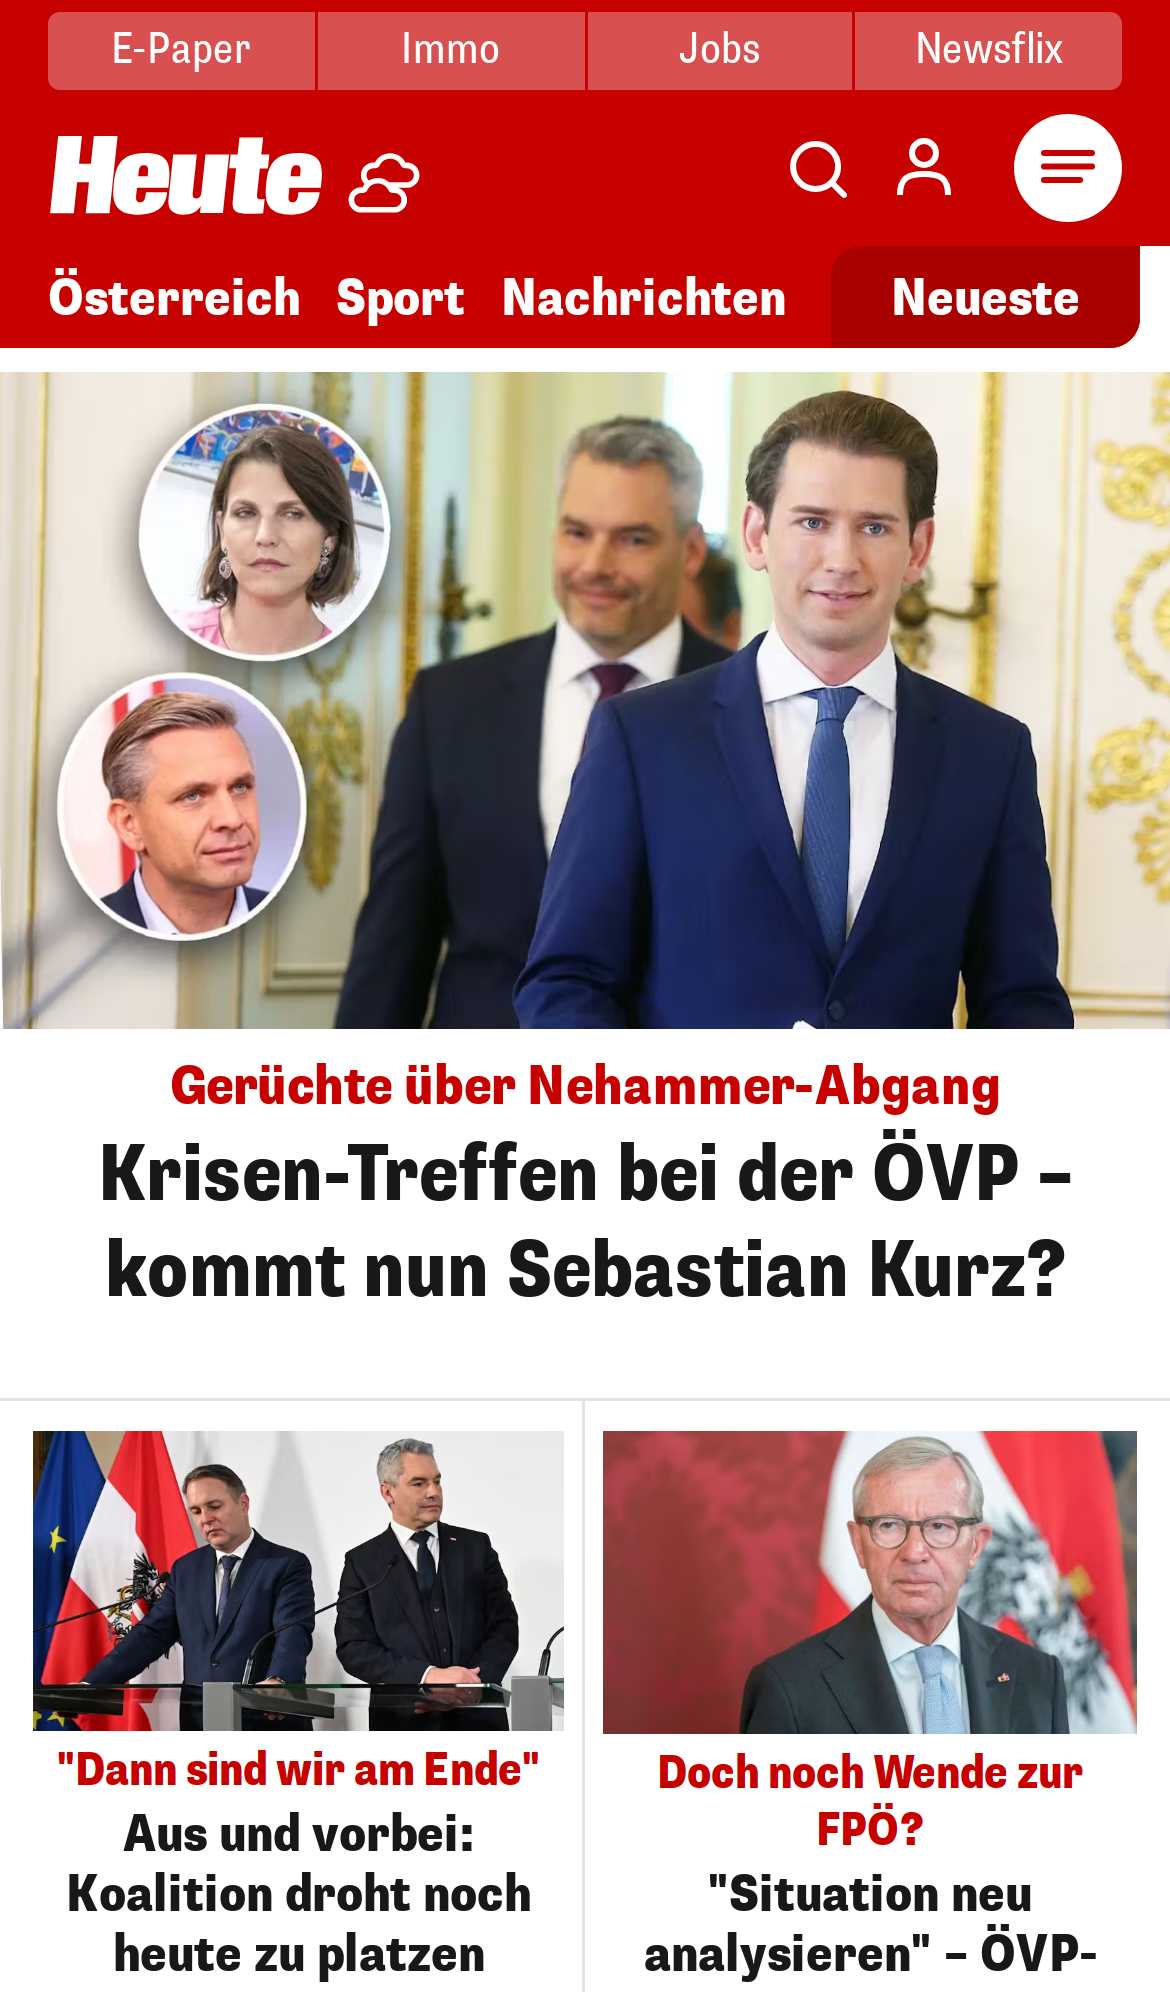 E-Paper Immo Jobs Newsflix
Heute
Österreich Sport Nachrichten Neueste
Gerüchte über Nehammer-Abgang
Krisen-Treffen bei der ÖVP –
kommt nun Sebastian Kurz?
"Dann sind wir am Ende"
Aus und vorbei:
Koalition droht noch
heute zu platzen
Doch noch Wende zur
FPÖ?
"Situation neu
analysieren" – ÖVP-